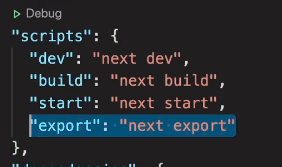 Debug
"scripts": {
"dev": "next dev",
"build": "next build",
"start": "next start",
"export": "next export"
},